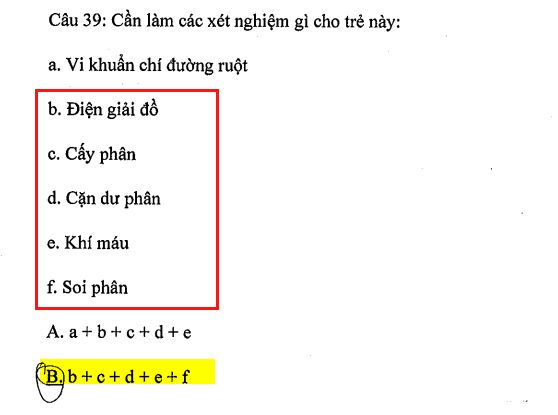 Câu 39: Cần làm các xét nghiệm gì cho trẻ này:
a. Vi khuẩn chí đường ruột
b. Điện giải đồ
c. Cấy phân
d. Cặn dư phân
e. Khí máu
f. Soi phân
A. a + b + c + d + e
B. b + c + d + e + f